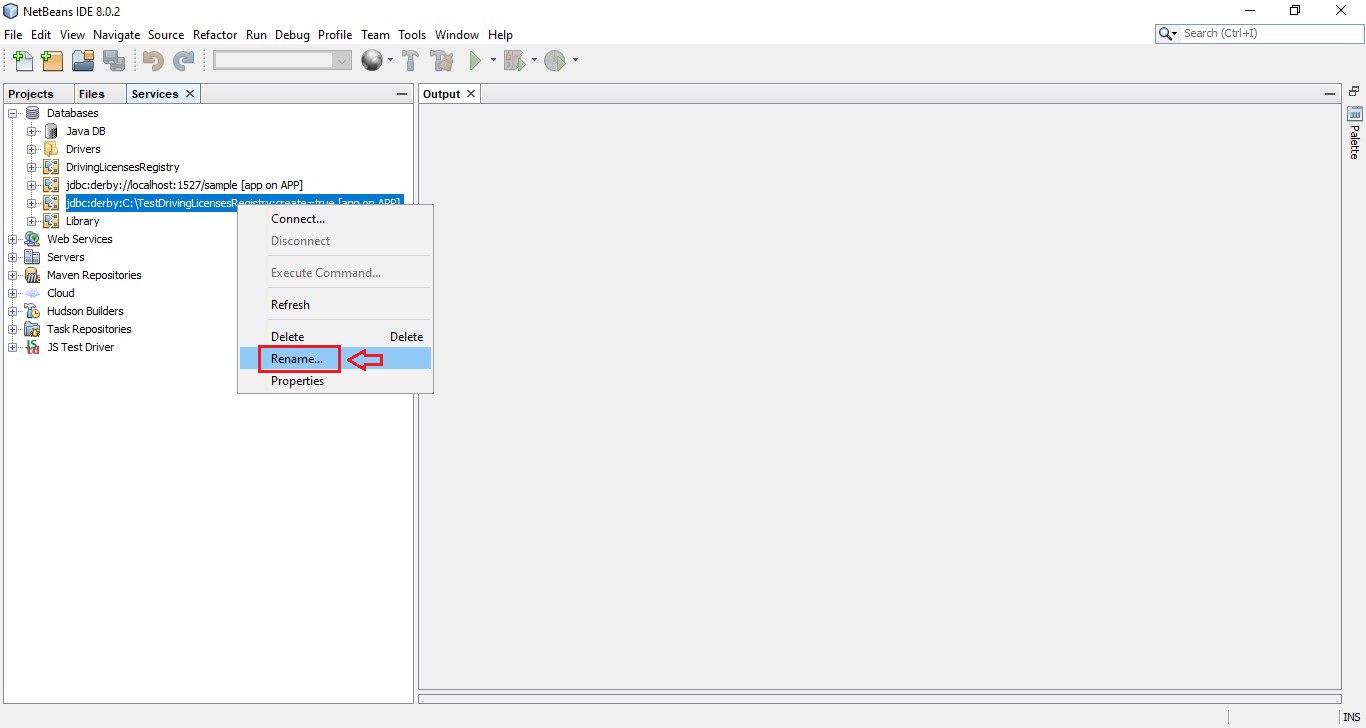 NetBeans IDE 8.0.2
File Edit View Navigate Source Refactor Run Debug Profile Team Tools Window Help
Search (Ctrl+I)
Projects Files Services
Output
Databases
Java DB
Drivers
DrivingLicensesRegistry
jdbc:derby://localhost:1527/sample [app on APP]
jdbc:derby:C:\TestDrivingLicensesRegistry;create=true [app on APP]
Library
Web Services
Servers
Maven Repositories
Cloud
Hudson Builders
Task Repositories
JS Test Driver
Connect...
Disconnect
Execute Command...
Refresh
Delete Delete
Rename...
Properties
Palette
INS